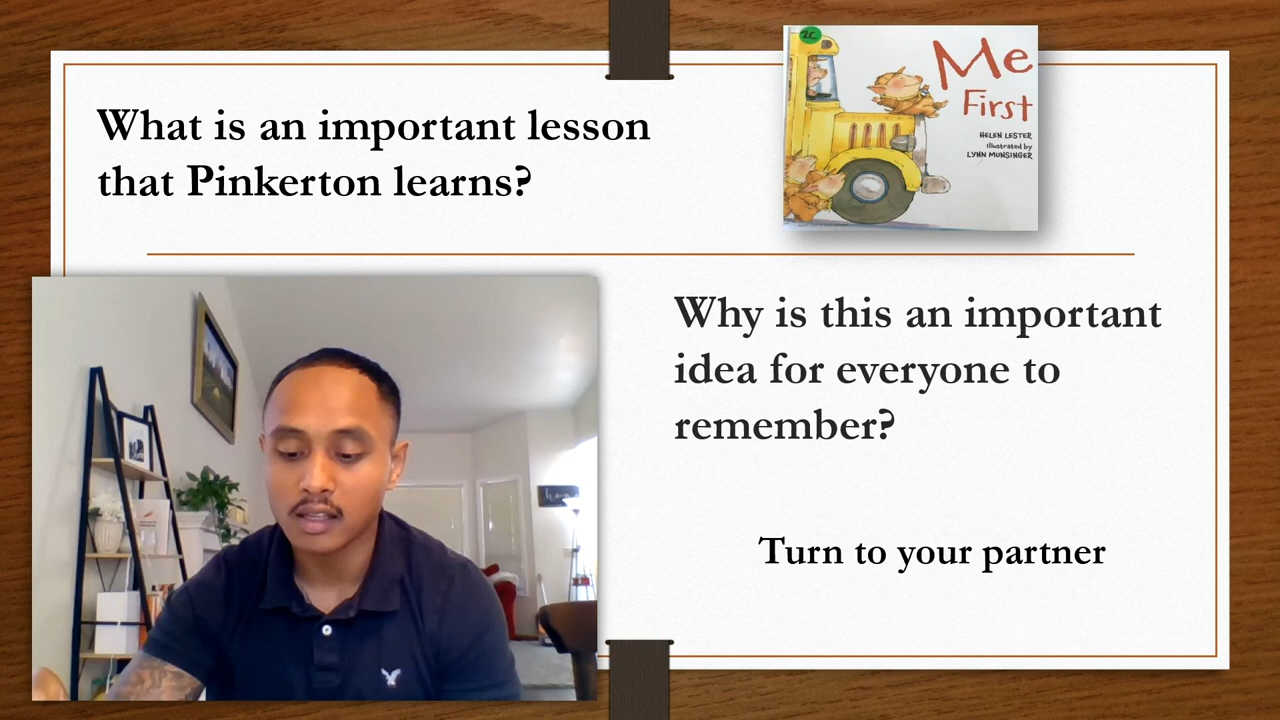 What is an important lesson
that Pinkerton learns?
2C
Me
First
HELEN LESTER
Illustrated by
LYNN MUNSINGER
Why is this an important
idea for everyone to
remember?
Turn to your partner